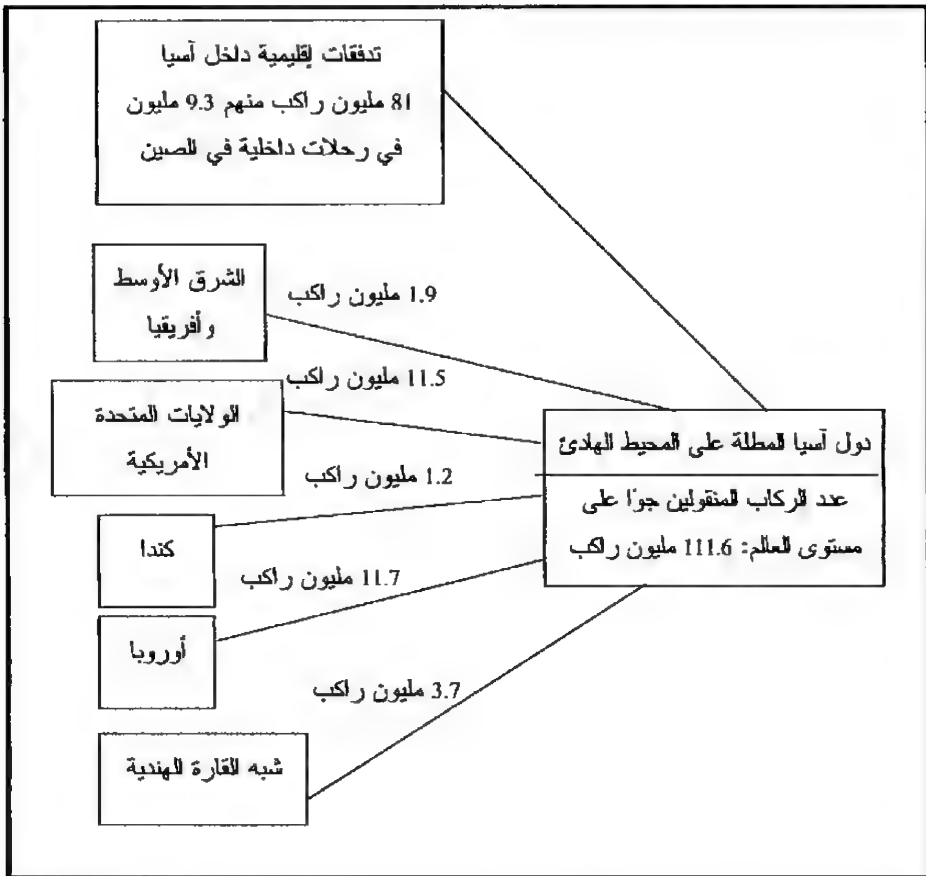 تدفقات إقليمية داخل آسيا
81 مليون راكب منهم 9.3 مليون
في رحلات داخلية في الصين
الشرق الأوسط
وأفريقيا
1.9 مليون راكب
11.5 مليون راكب
الولايات المتحدة
الأمريكية
دول آسيا المطلة على المحيط الهادئ
1.2 مليون راكب
عدد الركاب المنقولين جوًا على
مستوى العالم: 111.6 مليون راكب
كندا
11.7 مليون راكب
أوروبا
3.7 مليون راكب
شبه القارة الهندية